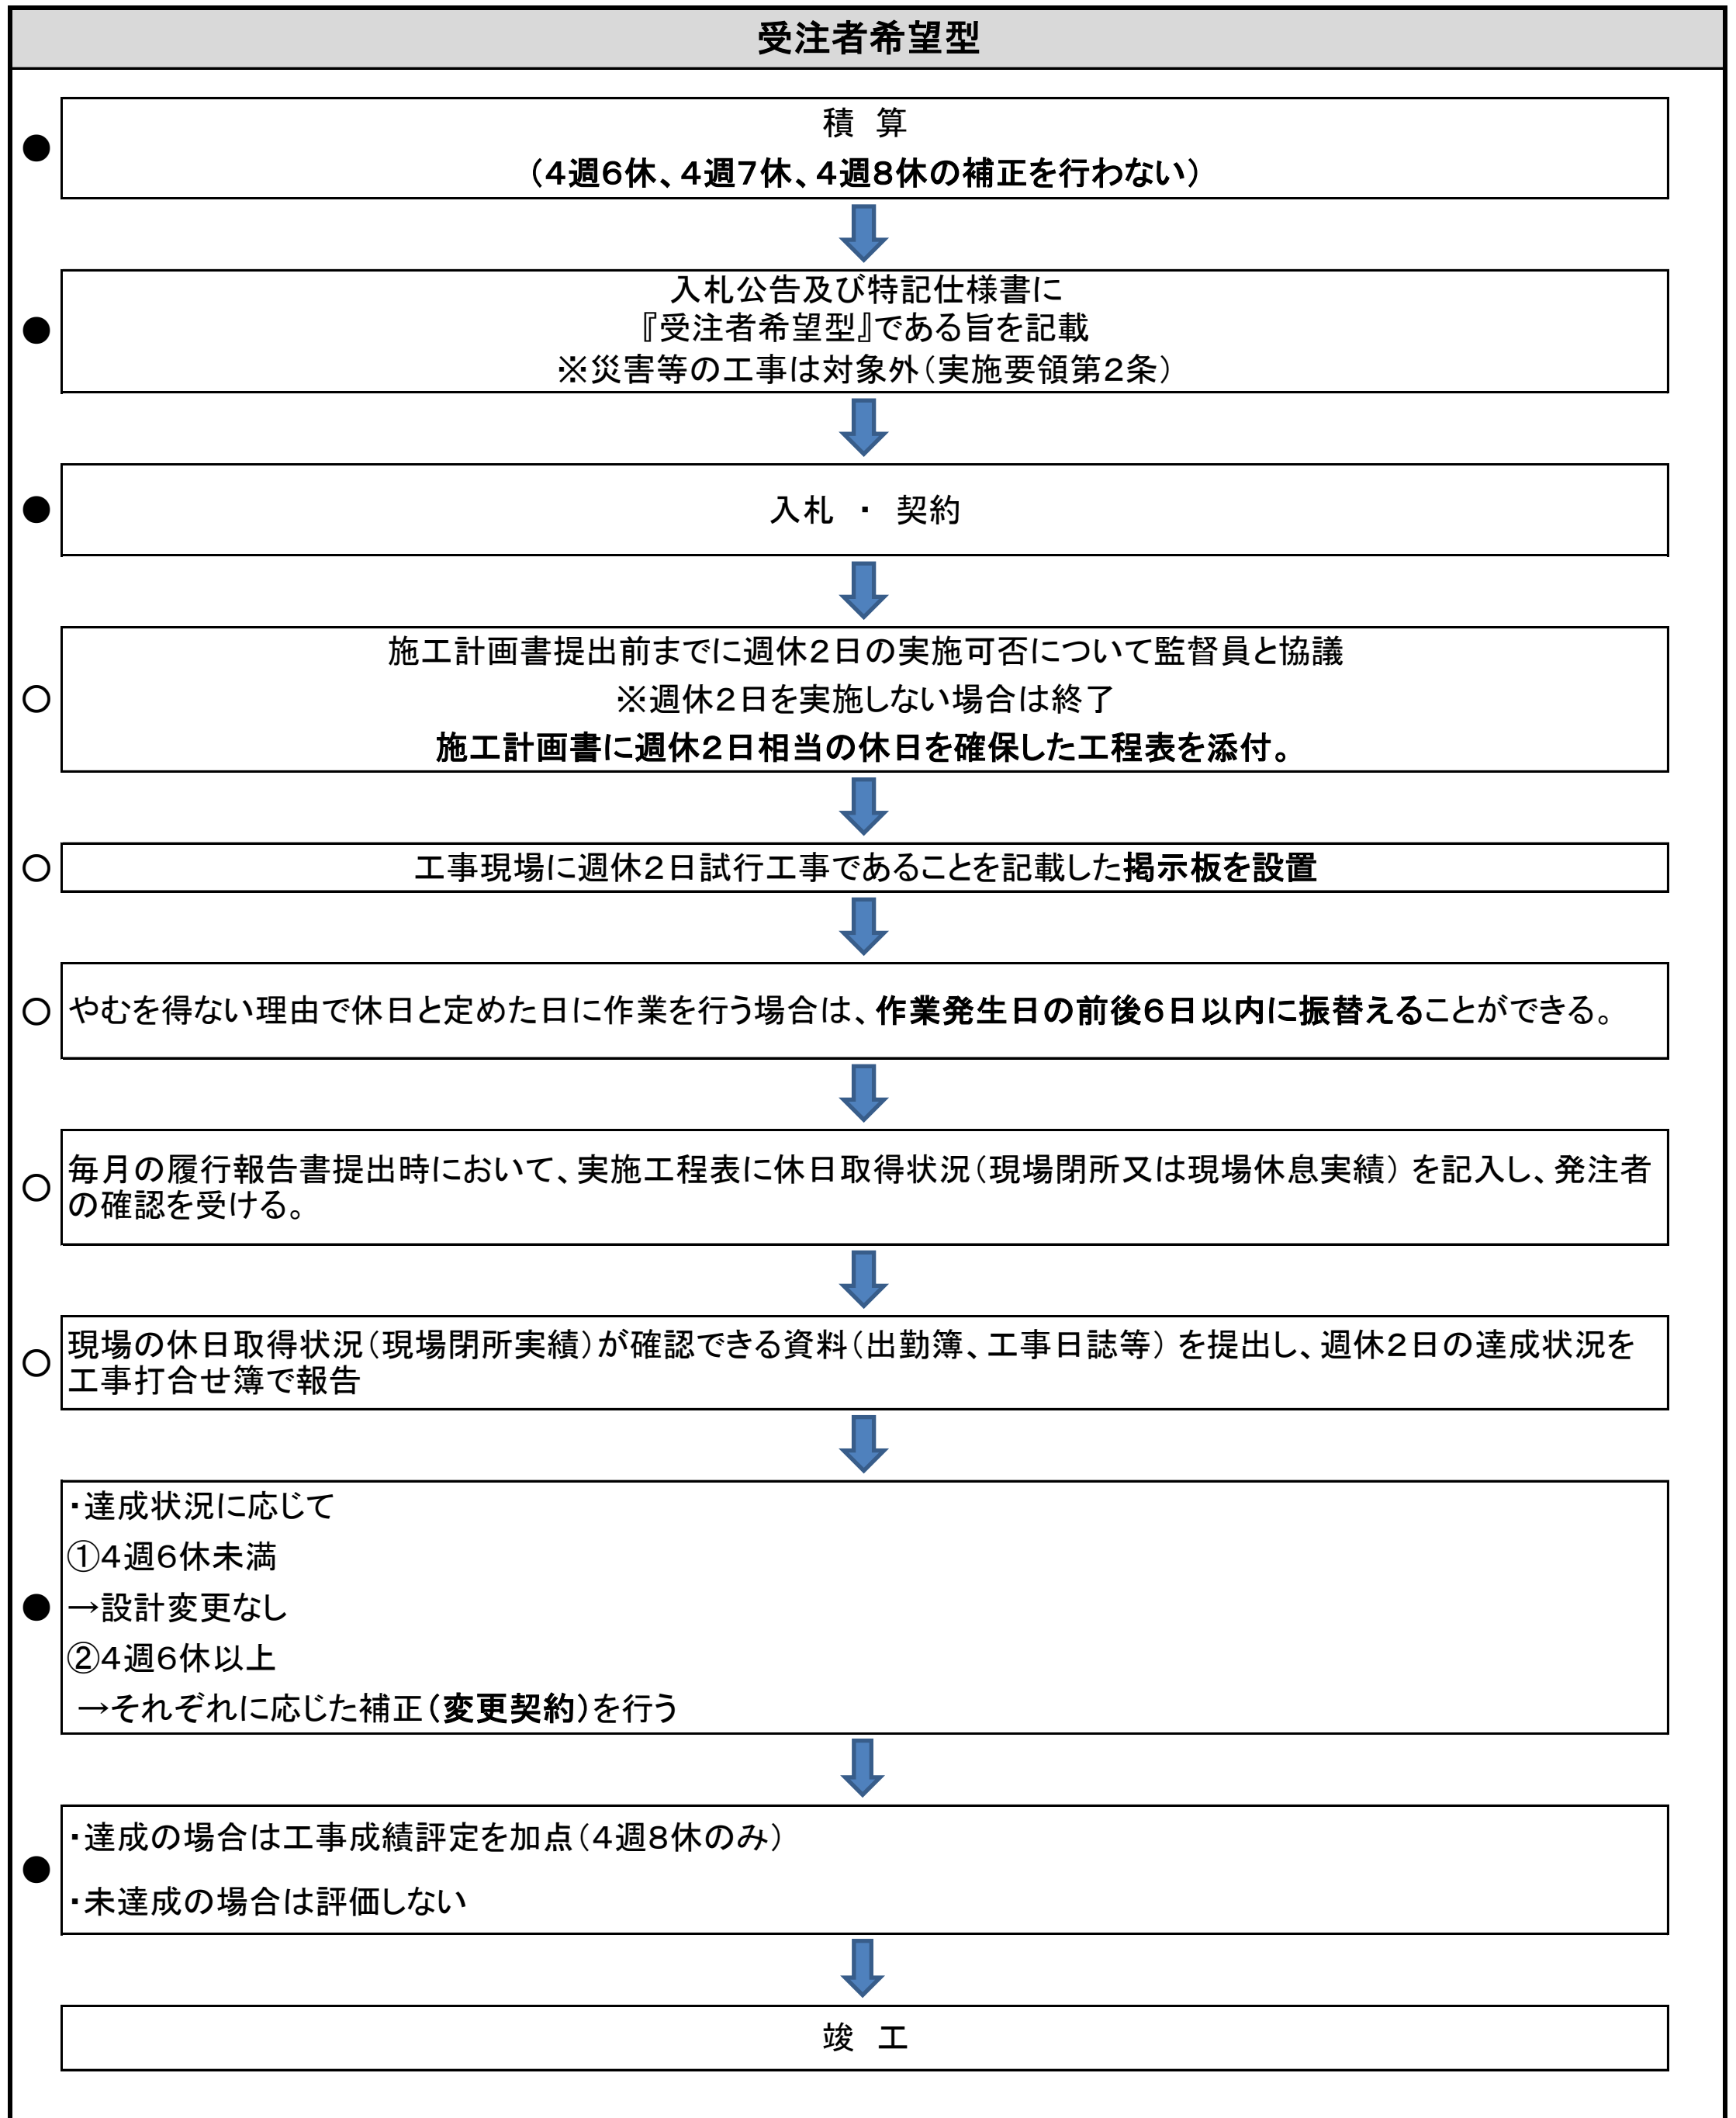 受注者希望型
積　算
（４週６休、４週７休、４週８休の補正を行わない）
●
入札公告及び特記仕様書に
『受注者希望型』である旨を記載
※災害等の工事は対象外（実施要領第２条）
●
入札　・　契約
●
施工計画書提出前までに週休２日の実施可否について監督員と協議
※週休２日を実施しない場合は終了
施工計画書に週休２日相当の休日を確保した工程表を添付。
○
工事現場に週休２日試行工事であることを記載した掲示板を設置
○
やむを得ない理由で休日と定めた日に作業を行う場合は、作業発生日の前後６日以内に振替えることができる。
○
毎月の履行報告書提出時において、実施工程表に休日取得状況（現場閉所又は現場休息実績）を記入し、発注者
の確認を受ける。
○
現場の休日取得状況（現場閉所実績）が確認できる資料（出勤簿、工事日誌等）を提出し、週休２日の達成状況を
工事打合せ簿で報告
○
・達成状況に応じて
①４週６休未満
→設計変更なし
②４週６休以上
→それぞれに応じた補正（変更契約）を行う
●
・達成の場合は工事成績評定を加点（４週８休のみ）
・未達成の場合は評価しない
●
竣　工